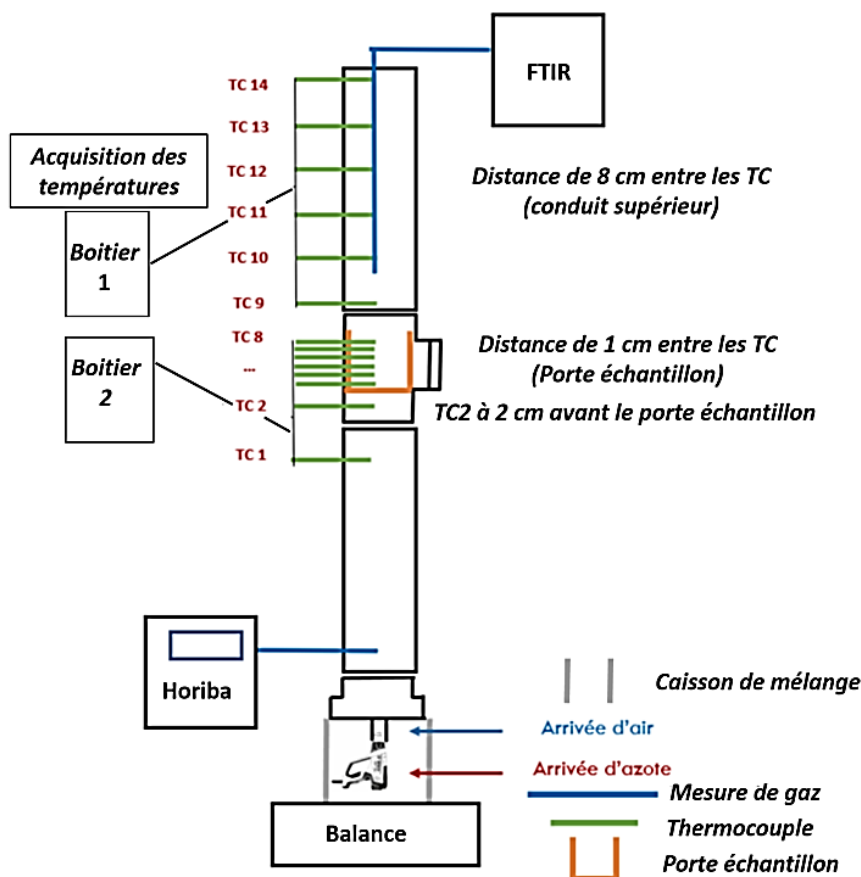 FTIR
TC 14
TC 13
TC 12
TC 11
TC 10
TC 9
Acquisition des
températures
Boitier
1
Distance de 8 cm entre les TC
(conduit supérieur)
TC 8
...
TC 2
TC 1
Boitier
2
Distance de 1 cm entre les TC
(Porte échantillon)
TC2 à 2 cm avant le porte échantillon
Horiba
Caisson de mélange
Arrivée d'air
Arrivée d'azote
Mesure de gaz
Thermocouple
Porte échantillon
Balance